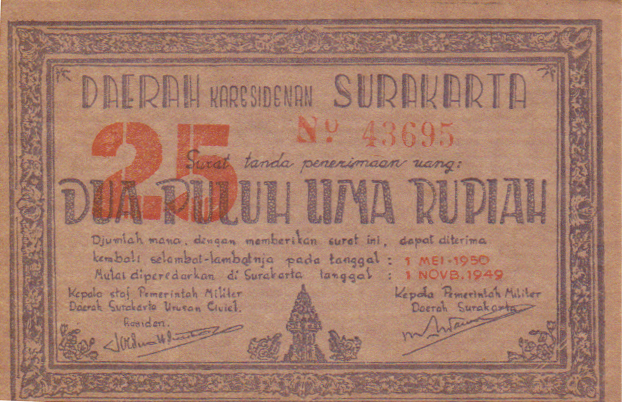 DAERAH KARESIDENAN SURAKARTA
25
No 43695
Surat tanda penerimaan uang:
DUA PULUH LIMA RUPIAH
Djumlah mana, dengan memberikan surat ini, dapat diterima
kembali selambat-lambatnja pada tanggal : 1 MEI-1950
Mulai diperedarkan di Surakarta tanggal : 1 NOVB.1949
Kepala staf Pemerintah Militer
Daerah Surakarta Urusan Civiel.
Residen.
Kepala Pemerintah Militer
Daerah Surakarta